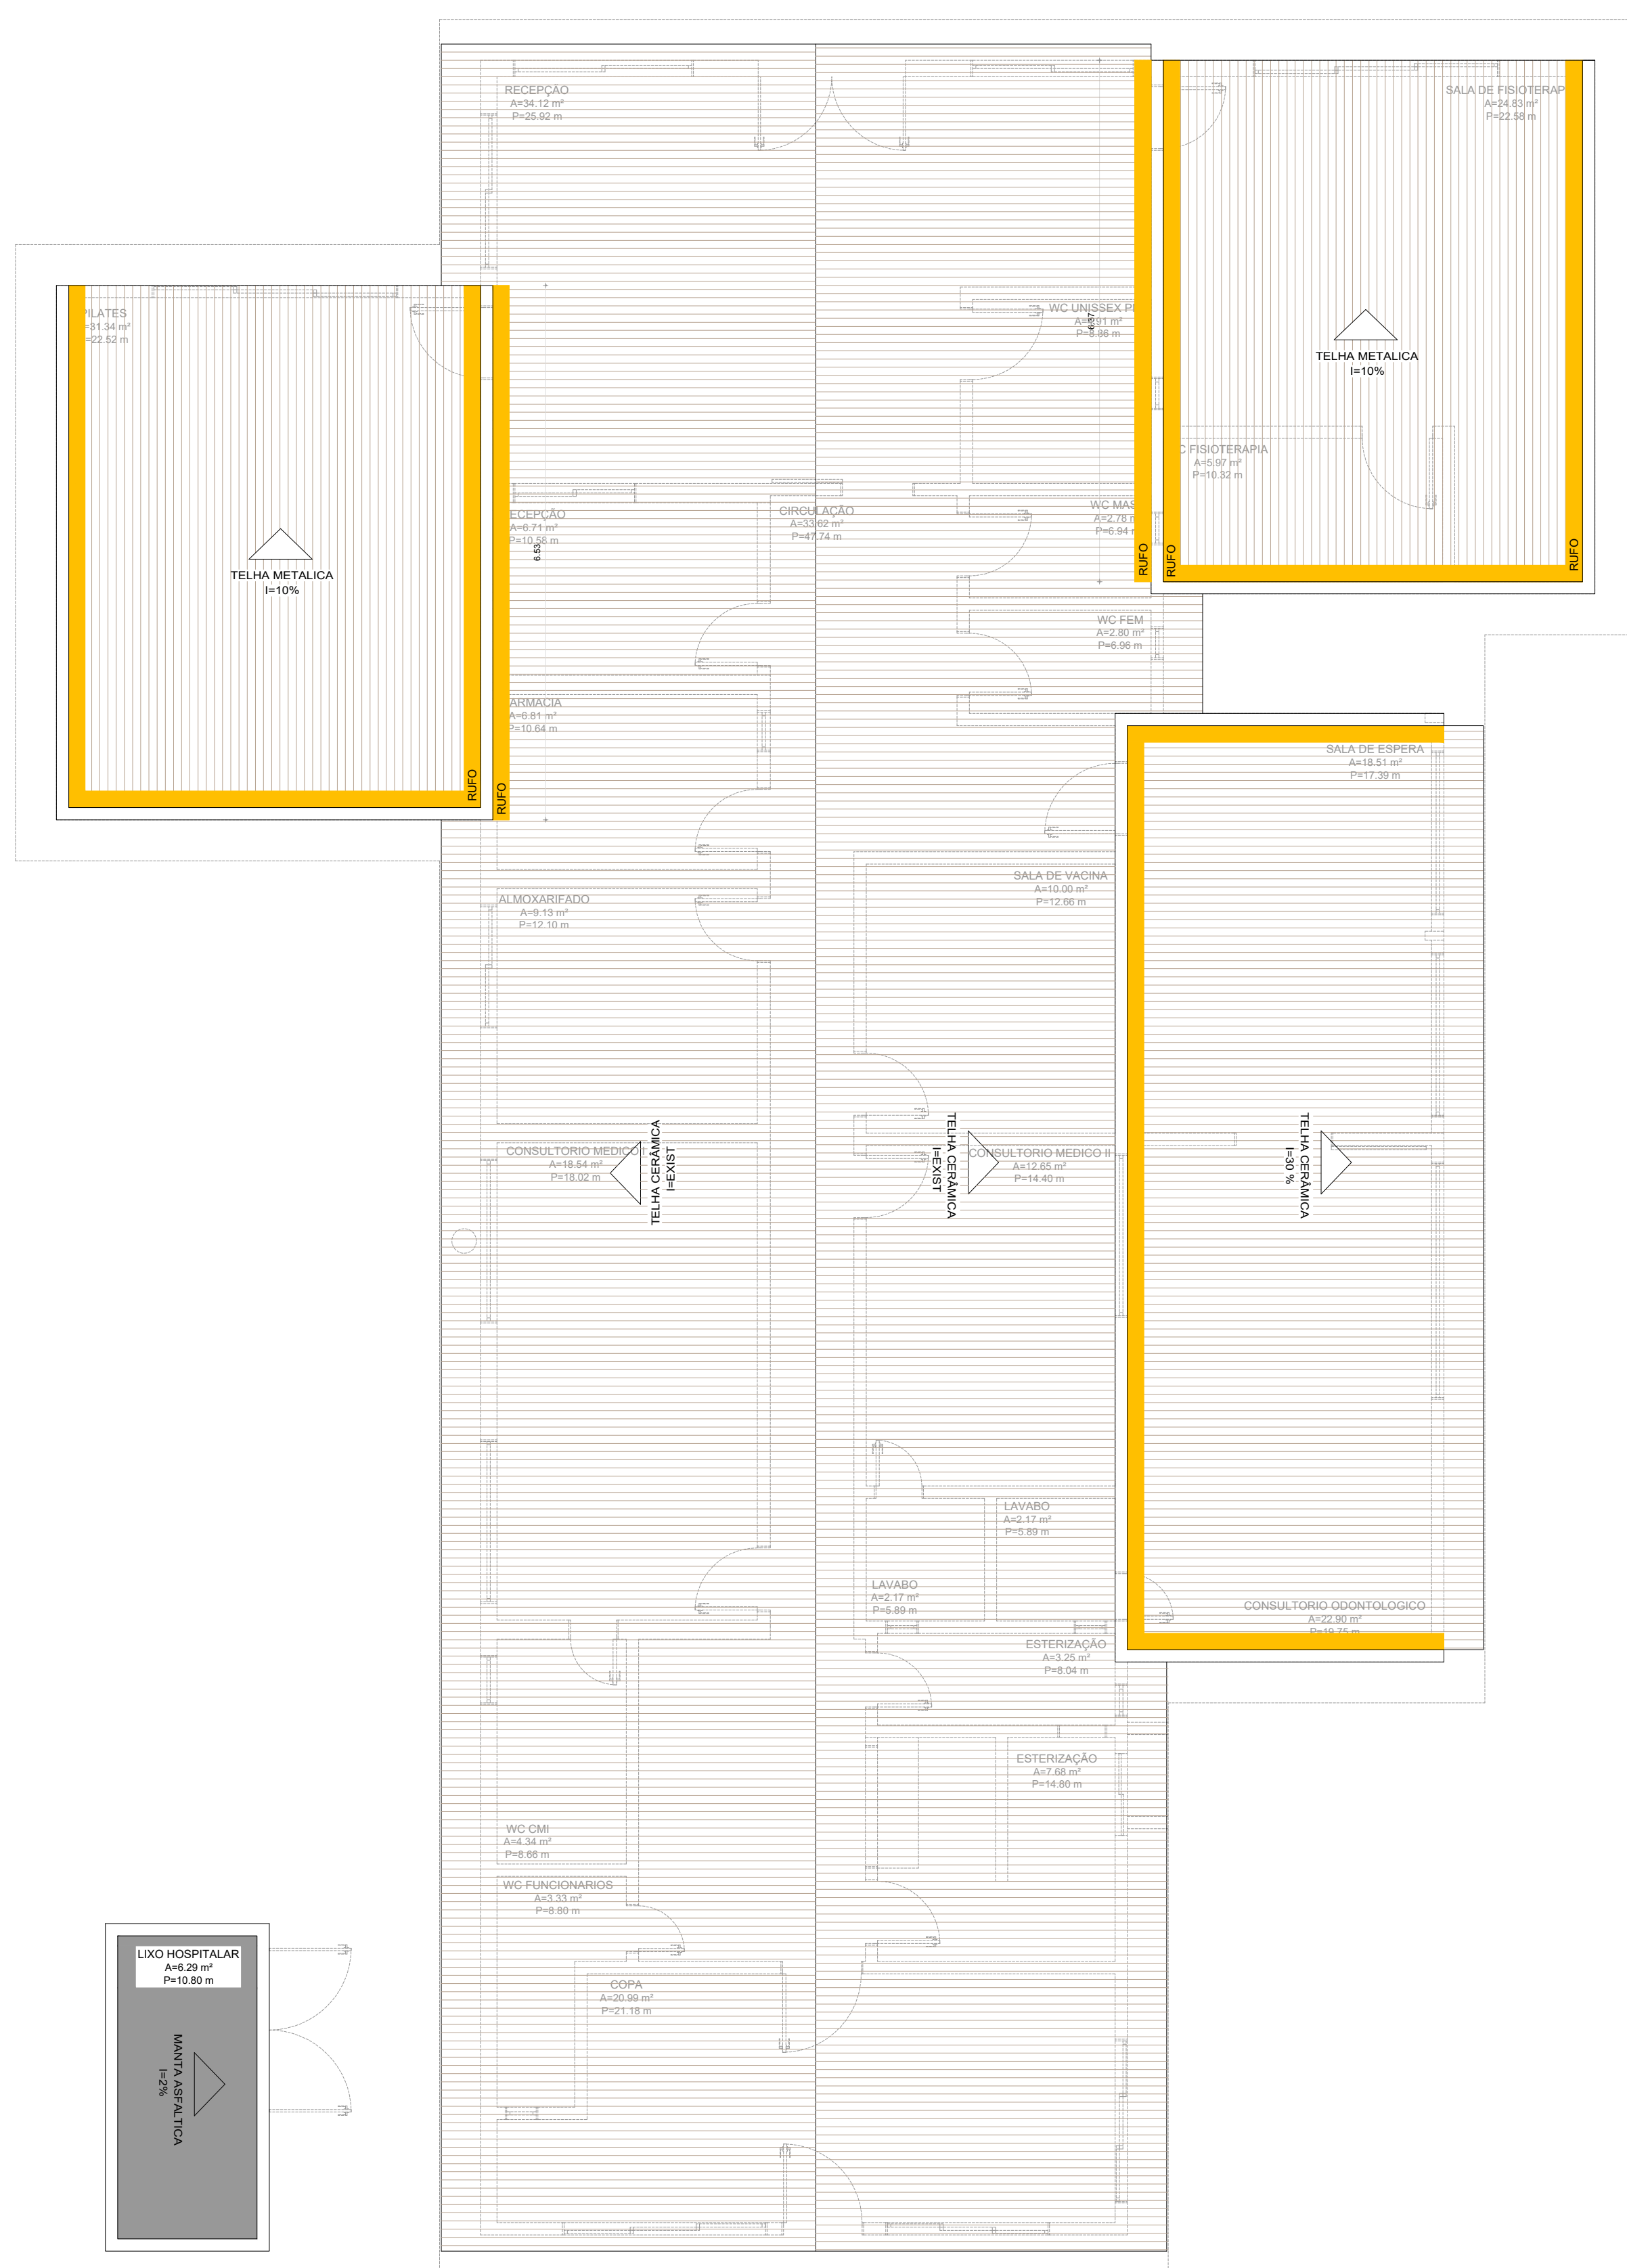 RECEPÇÃO
A=34.12 m²
P=25.92 m
SALA DE FISIOTERAP
A=24.83 m²
P=22.58 m
PILATES
=31.34 m²
=22.52 m
WC UNISSEX P
P=8.86 m
6.37
TELHA METALICA
I=10%
C FISIOTERAPIA
A=5.97 m²
P=10.32 m
ECEPÇÃO
A=6.71 m²
P=10.58 m
6.53
CIRCULAÇÃO
A=33.62 m²
P=47.74 m
WC MAS
A=2.78 m
P=6.94 m
RUFO
RUFO
RUFO
TELHA METALICA
I=10%
WC FEM
A=2.80 m²
P=6.96 m
ARMACIA
A=6.81 m²
P=10.64 m
RUFO
RUFO
SALA DE ESPERA
A=18.51 m²
P=17.39 m
SALA DE VACINA
A=10.00 m²
P=12.66 m
ALMOXARIFADO
A=9.13 m²
P=12.10 m
CONSULTORIO MEDICO I
A=18.54 m²
P=18.02 m
TELHA CERÂMICA
I=EXIST
TELHA CERÂMICA
I=EXIST
CONSULTORIO MEDICO II
A=12.65 m²
P=14.40 m
TELHA CERÂMICA
I=30 %
LAVABO
A=2.17 m²
P=5.89 m
LAVABO
A=2.17 m²
P=5.89 m
CONSULTORIO ODONTOLOGICO
A=22.90 m²
P=19.75 m
ESTERIZAÇÃO
A=3.25 m²
P=8.04 m
ESTERIZAÇÃO
A=7.68 m²
P=14.80 m
WC CMI
A=4.34 m²
P=8.66 m
WC FUNCIONARIOS
A=3.33 m²
P=8.80 m
LIXO HOSPITALAR
A=6.29 m²
P=10.80 m
COPA
A=20.99 m²
P=21.18 m
MANTA ASFALTICA
I=2%